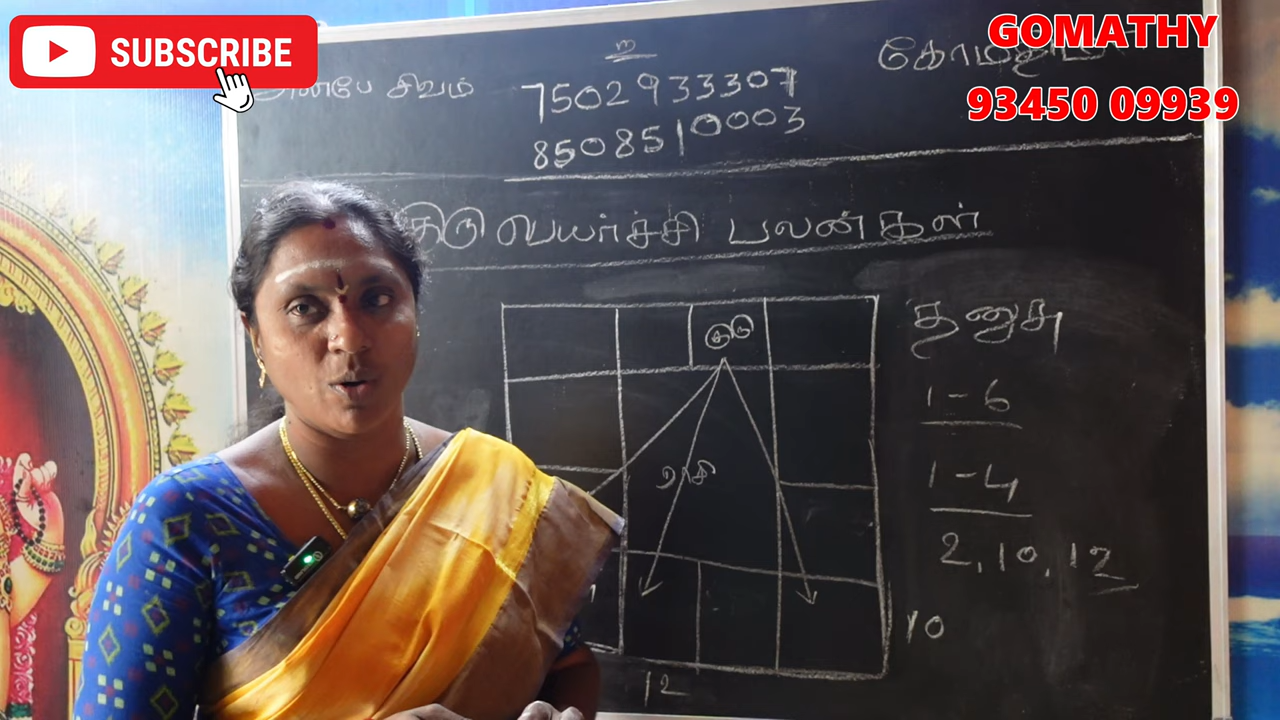 SUBSCRIBE
உ
GOMATHY
அன்பே சிவம்
7502933307
கோமதி
93450 09939
8508510003
குரு பெயர்ச்சி பலன்கள்
குரு
தனுசு
1-6
ராசி
1-4
2, 10, 12
10
12